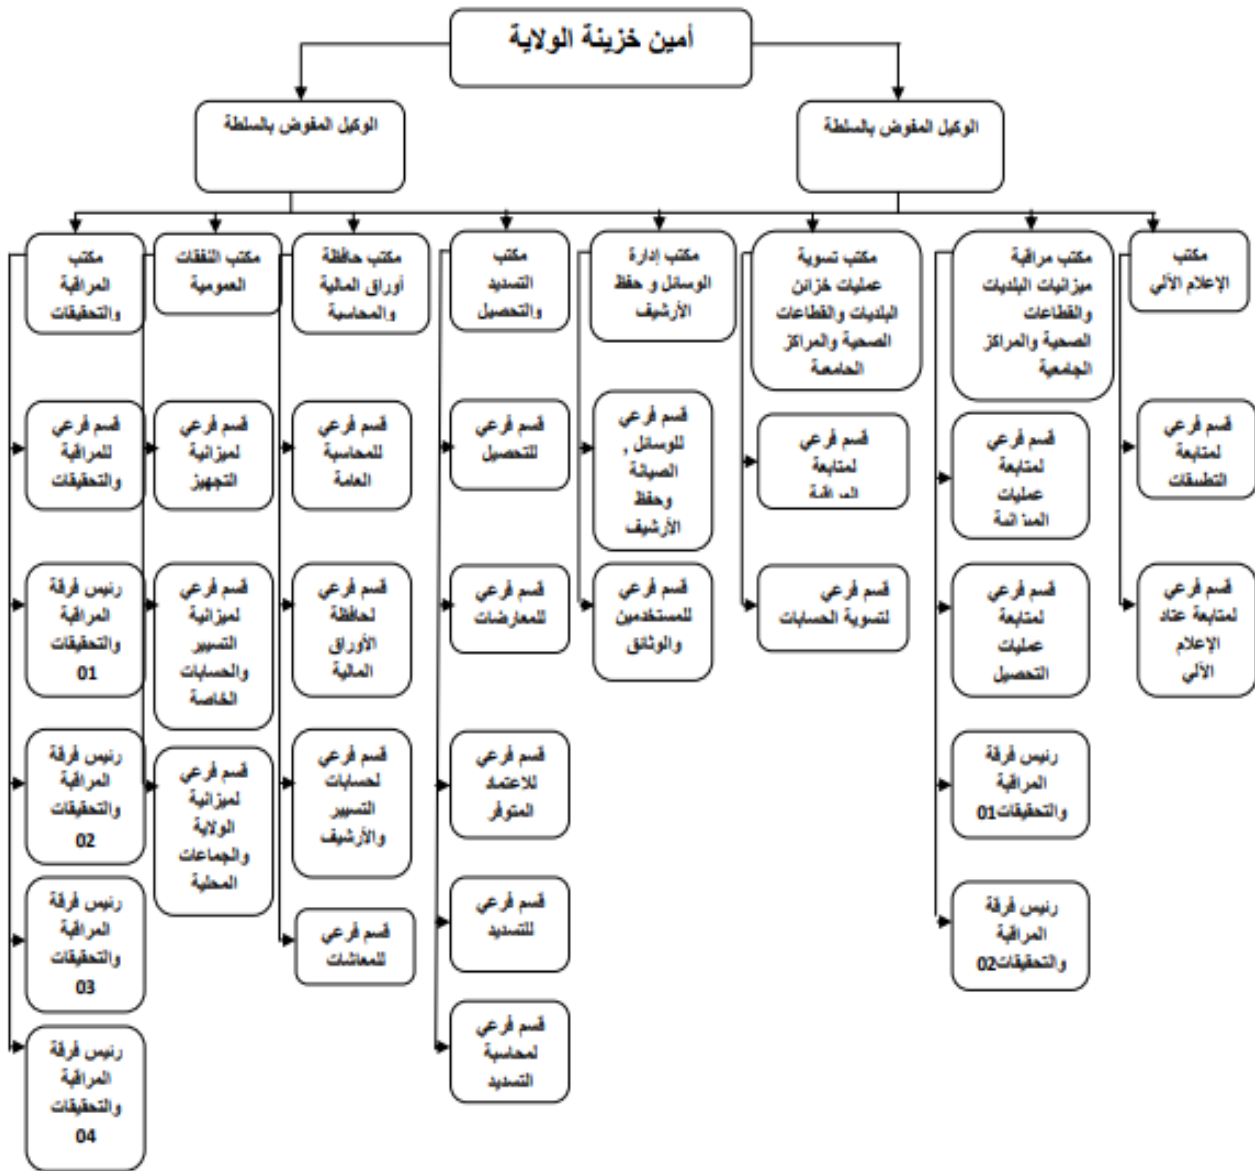 أمين خزينة الولاية
الوكيل المفوض بالسلطة
الوكيل المفوض بالسلطة
مكتب
الإعلام الآلي
مكتب مراقبة
ميزانيات البلديات
والقطاعات
الصحية والمراكز
الجامعية
مكتب تسوية
عمليات خزائن
البلديات والقطاعات
الصحية والمراكز
الجامعية
مكتب إدارة
الوسائل و حفظ
الأرشيف
مكتب
التسديد
والتحصيل
مكتب حافظة
أوراق المالية
والمحاسبة
مكتب النفقات
العمومية
مكتب
المراقبة
والتحقيقات
قسم فرعي
لمتابعة
التطبيقات
قسم فرعي
لمتابعة عتاد
الإعلام
الآلي
قسم فرعي
لمتابعة
عمليات
الميزانية
قسم فرعي
لمتابعة
عمليات
التحصيل
رئيس فرقة
المراقبة
والتحقيقات01
رئيس فرقة
المراقبة
والتحقيقات02
قسم فرعي
لمتابعة
المراقبة
قسم فرعي
لتسوية الحسابات
قسم فرعي
للوسائل ,
الصيانة
وحفظ
الأرشيف
قسم فرعي
للمستخدمين
والوثائق
قسم فرعي
للتحصيل
قسم فرعي
للمعارضات
قسم فرعي
للاعتماد
المتوفر
قسم فرعي
للتسديد
قسم فرعي
لمحاسبة
التسديد
قسم فرعي
للمحاسبة
العامة
قسم فرعي
لحافظة
الأوراق
المالية
قسم فرعي
لحسابات
التسيير
والأرشيف
قسم فرعي
للمعاشات
قسم فرعي
لميزانية
التجهيز
قسم فرعي
لميزانية
التسيير
والحسابات
الخاصة
قسم فرعي
لميزانية
الولاية
والجماعات
المحلية
قسم فرعي
للمراقبة
والتحقيقات
رئيس فرقة
المراقبة
والتحقيقات
01
رئيس فرقة
المراقبة
والتحقيقات
02
رئيس فرقة
المراقبة
والتحقيقات
03
رئيس فرقة
المراقبة
والتحقيقات
04